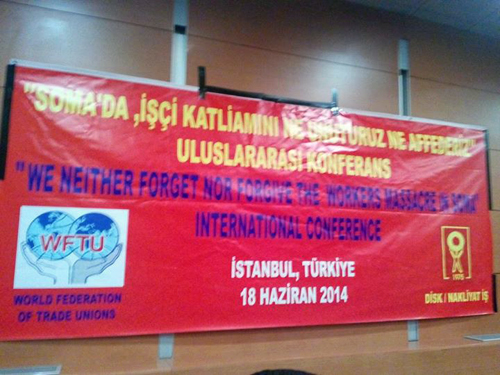 "SOMA'DA ,İŞÇİ KATLİAMINI NE UNUTURUZ NE AFFEDERİZ"
ULUSLARARASI KONFERANS
"WE NEITHER FORGET NOR FORGIVE THE WORKERS MASSACRE IN SOMA"
INTERNATIONAL CONFERENCE
WFTU
WORLD FEDERATION
OF TRADE UNIONS
İSTANBUL, TÜRKİYE
18 HAZİRAN 2014
1975
DİSK / NAKLİYAT İŞ